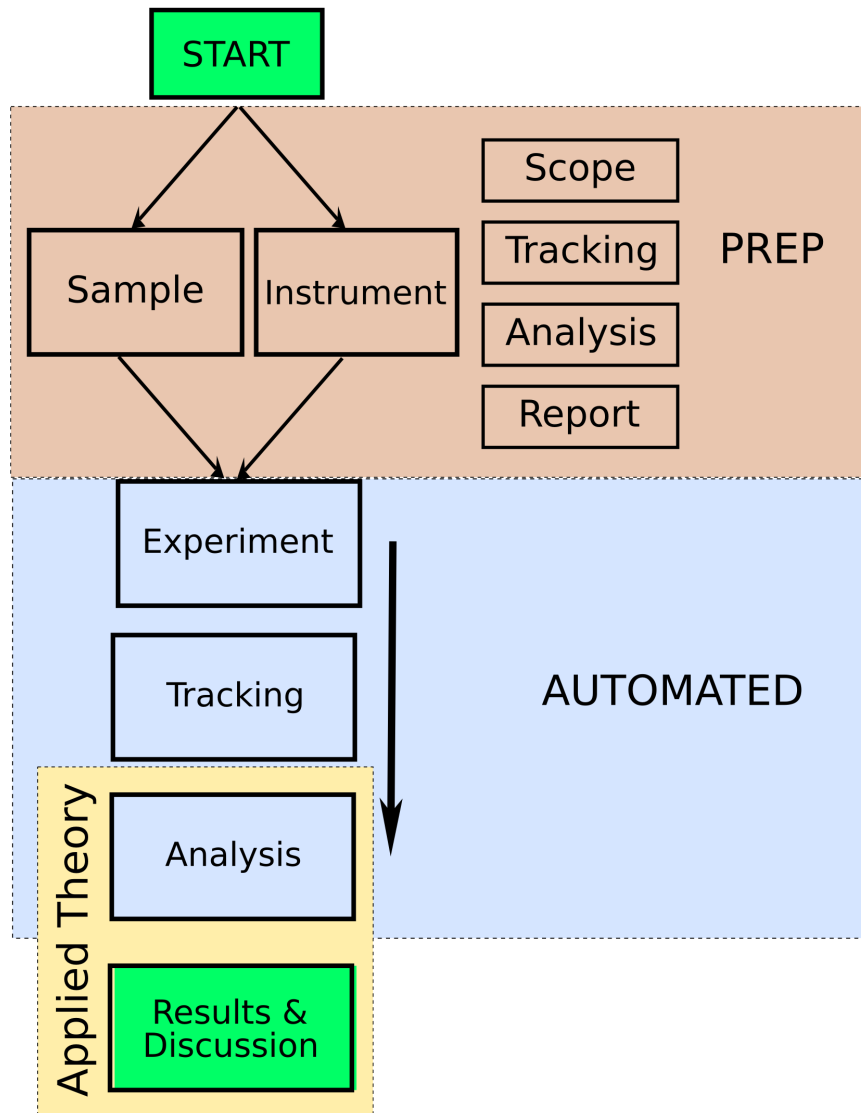 START
Scope
Tracking
PREP
Sample
Instrument
Analysis
Report
Experiment
Tracking
AUTOMATED
Applied Theory
Analysis
Results &
Discussion